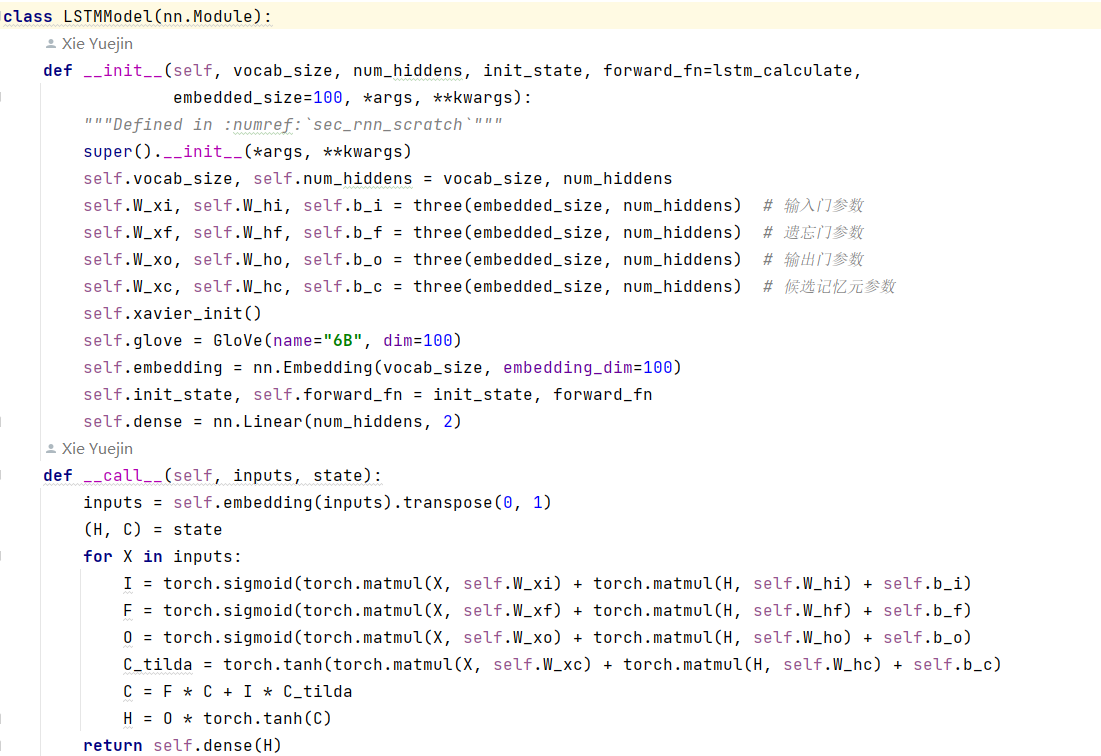 class LSTMModel(nn.Module):
Xie Yuejin
def __init__(self, vocab_size, num_hiddens, init_state, forward_fn=lstm_calculate,
embedded_size=100, *args, **kwargs):
"""Defined in :numref:`sec_rnn_scratch`"""
super().__init__(*args, **kwargs)
self.vocab_size, self.num_hiddens = vocab_size, num_hiddens
self.W_xi, self.W_hi, self.b_i = three(embedded_size, num_hiddens)  # 输入门参数
self.W_xf, self.W_hf, self.b_f = three(embedded_size, num_hiddens)  # 遗忘门参数
self.W_xo, self.W_ho, self.b_o = three(embedded_size, num_hiddens)  # 输出门参数
self.W_xc, self.W_hc, self.b_c = three(embedded_size, num_hiddens)  # 候选记忆元参数
self.xavier_init()
self.glove = GloVe(name="6B", dim=100)
self.embedding = nn.Embedding(vocab_size, embedding_dim=100)
self.init_state, self.forward_fn = init_state, forward_fn
self.dense = nn.Linear(num_hiddens, 2)
Xie Yuejin
def __call__(self, inputs, state):
inputs = self.embedding(inputs).transpose(0, 1)
(H, C) = state
for X in inputs:
I = torch.sigmoid(torch.matmul(X, self.W_xi) + torch.matmul(H, self.W_hi) + self.b_i)
F = torch.sigmoid(torch.matmul(X, self.W_xf) + torch.matmul(H, self.W_hf) + self.b_f)
O = torch.sigmoid(torch.matmul(X, self.W_xo) + torch.matmul(H, self.W_ho) + self.b_o)
C_tilda = torch.tanh(torch.matmul(X, self.W_xc) + torch.matmul(H, self.W_hc) + self.b_c)
C = F * C + I * C_tilda
H = O * torch.tanh(C)
return self.dense(H)